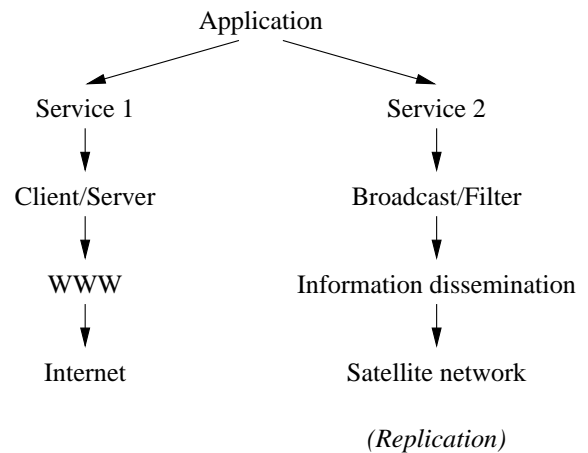 Application
Service 1
Service 2
Client/Server
Broadcast/Filter
WWW
Information dissemination
Internet
Satellite network
(Replication)